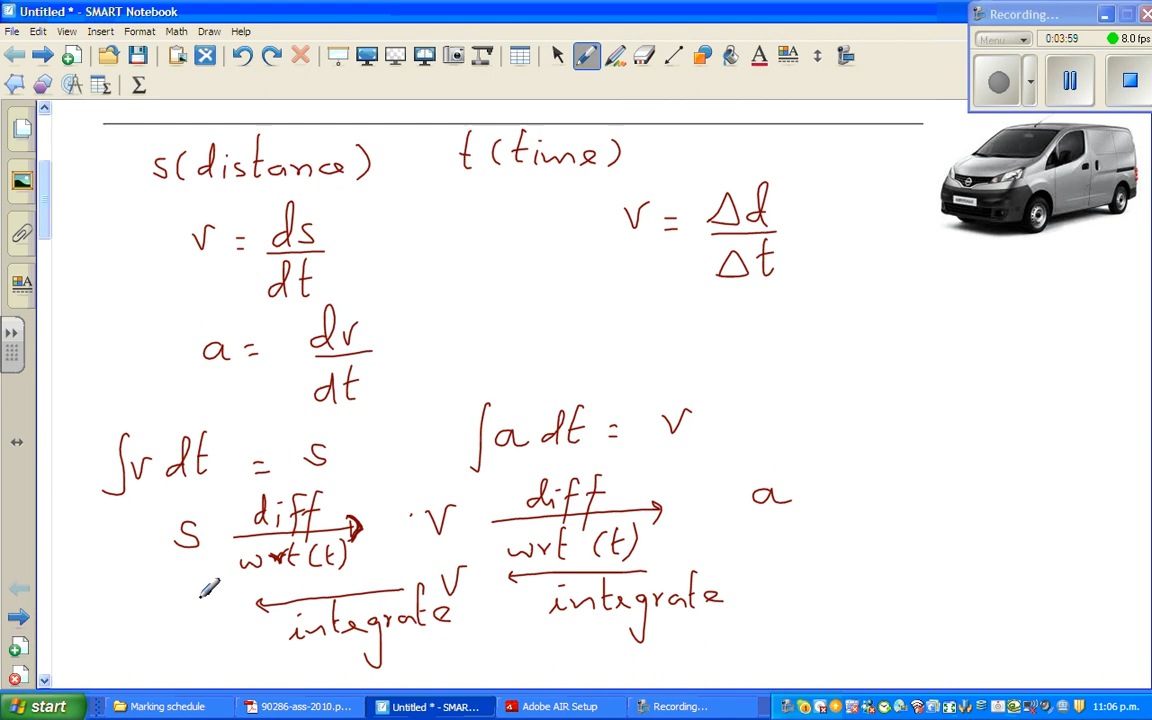 Untitled * - SMART Notebook
File Edit View Insert Format Math Draw Help
Recording...
Menu
0:03:59
8.0 fps
s(distance) t(time)
v = ds/dt v = Δd/Δt
a = dv/dt
∫v dt = s ∫a dt = v
s diff wrt (t) v diff wrt (t) a
v
integrate integrate
start
Marking schedule
90286-ass-2010.p...
Untitled * - SMAR...
Adobe AIR Setup
Recording...
11:06 p.m.